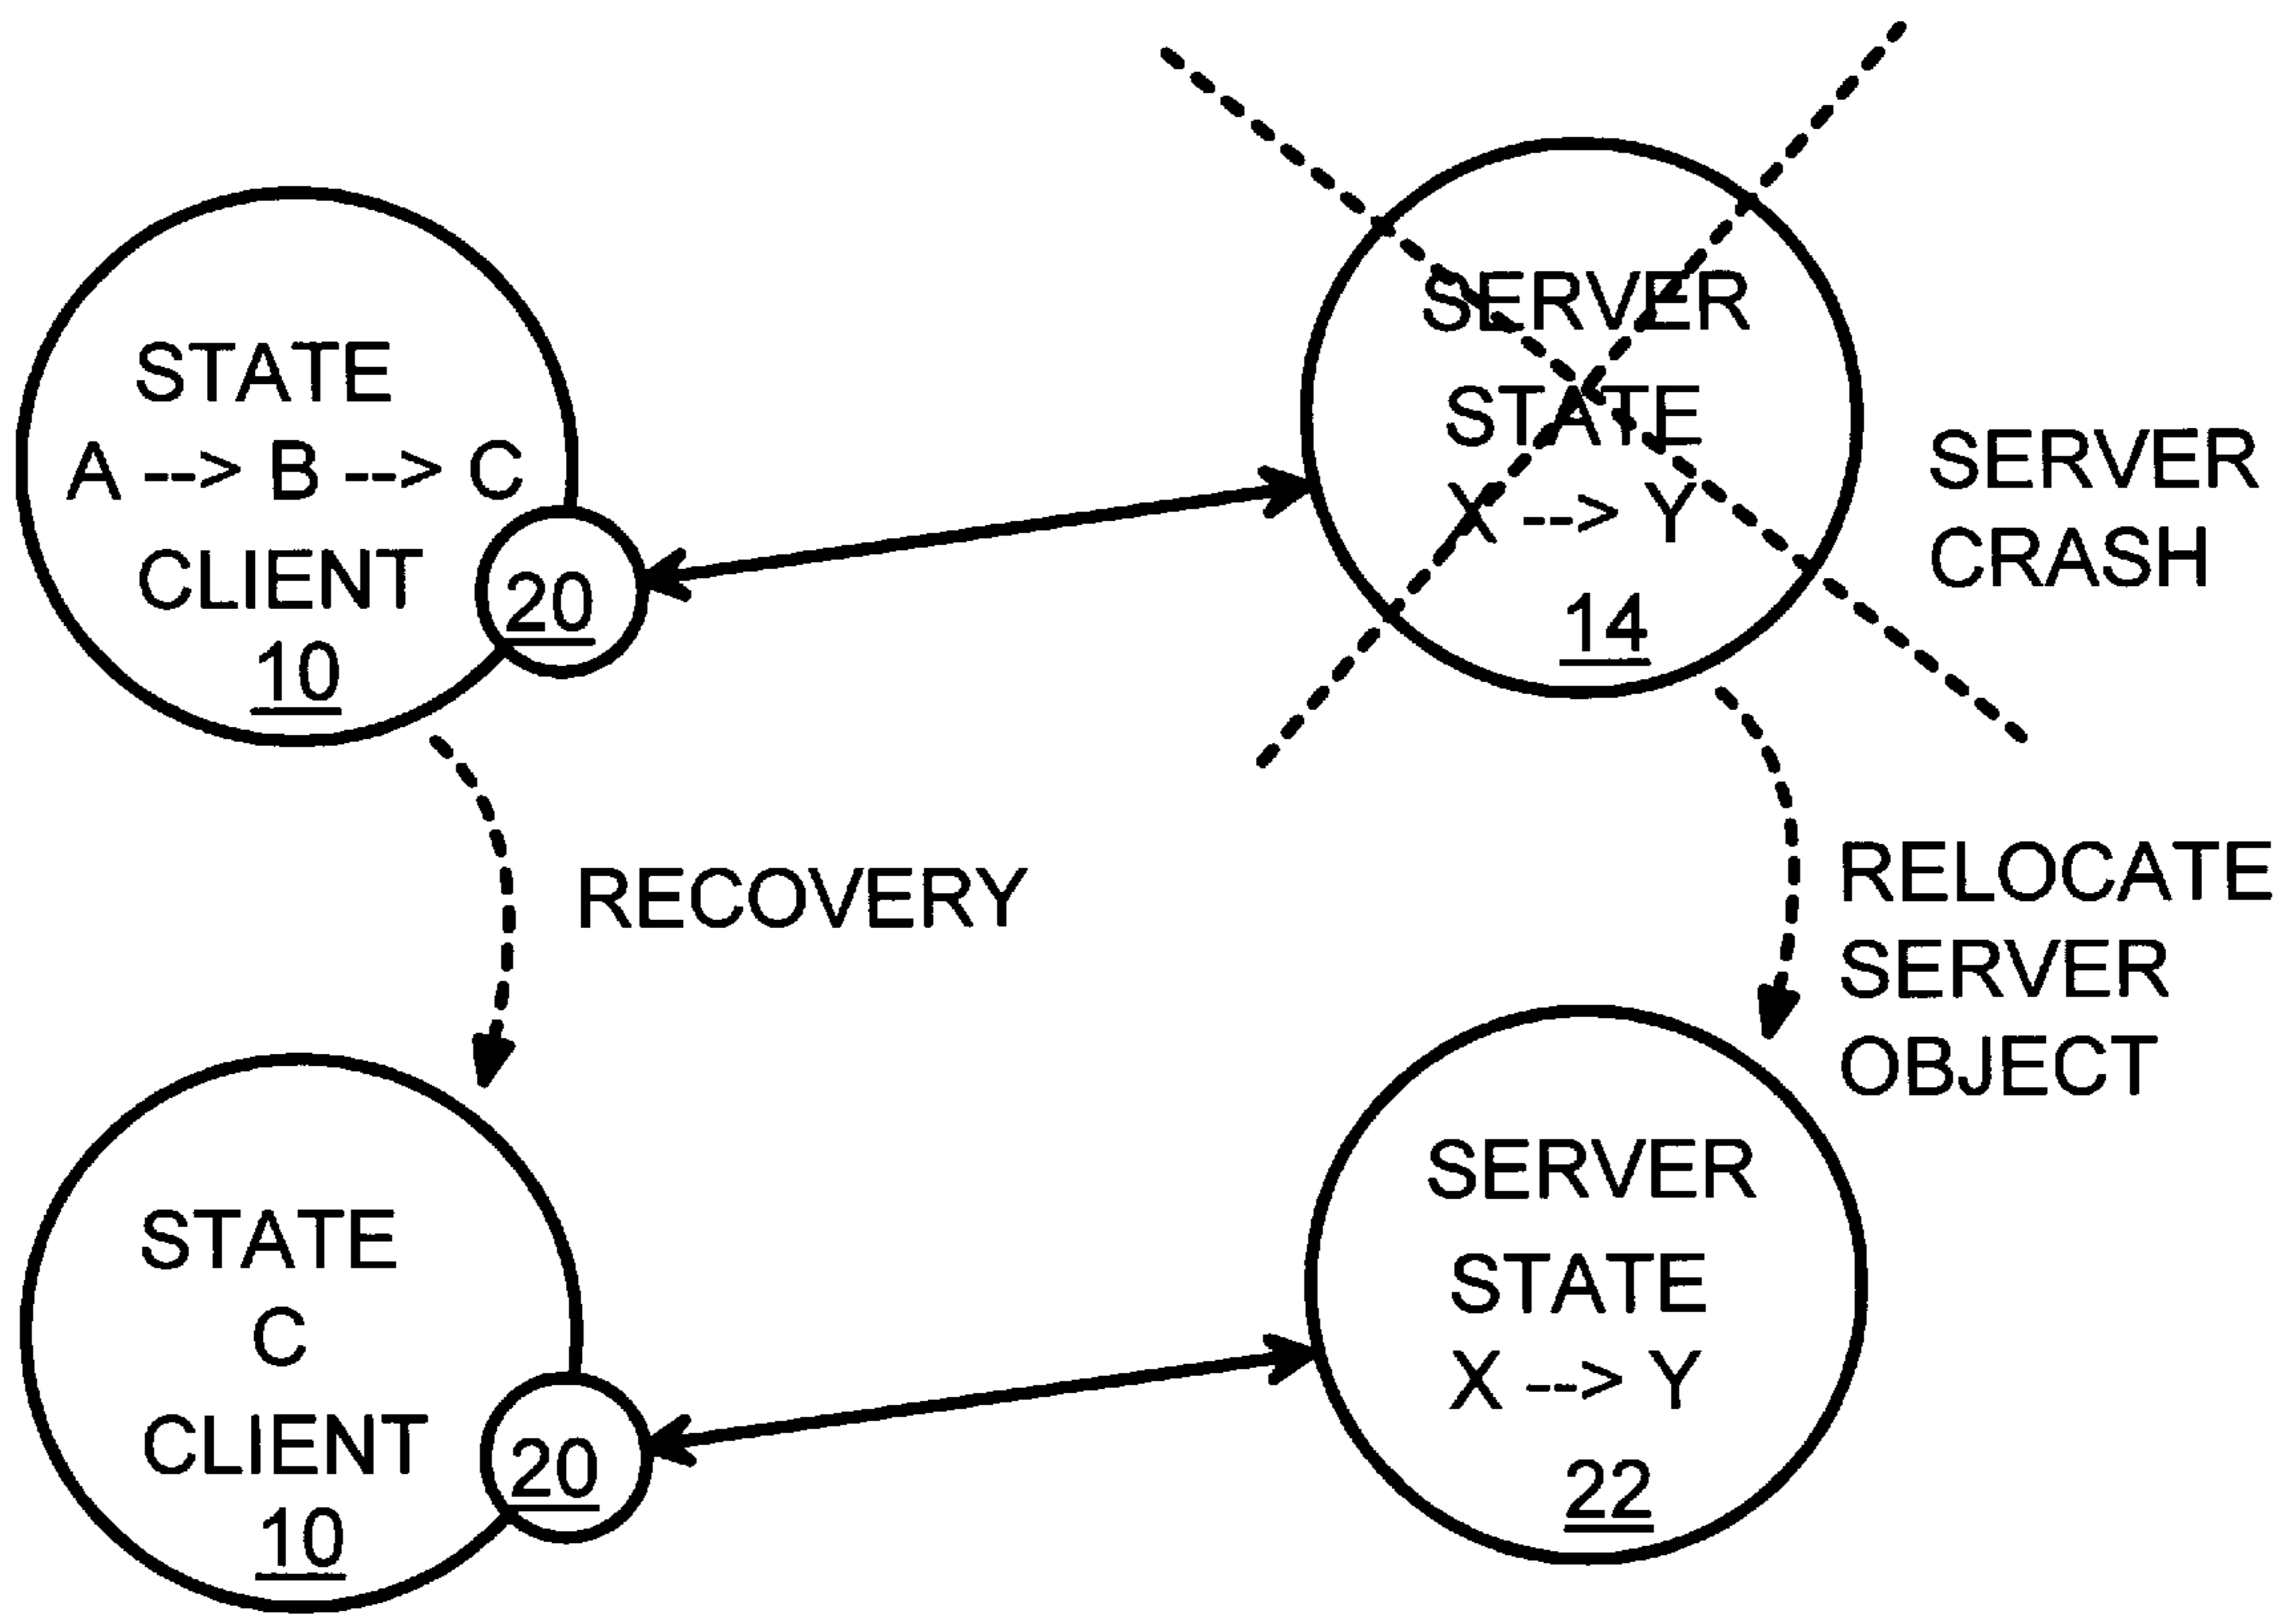 STATE
A --> B --> C
CLIENT
10
20
SERVER
STATE
X --> Y
14
SERVER
CRASH
RECOVERY
RELOCATE
SERVER
OBJECT
STATE
C
CLIENT
10
20
SERVER
STATE
X --> Y
22